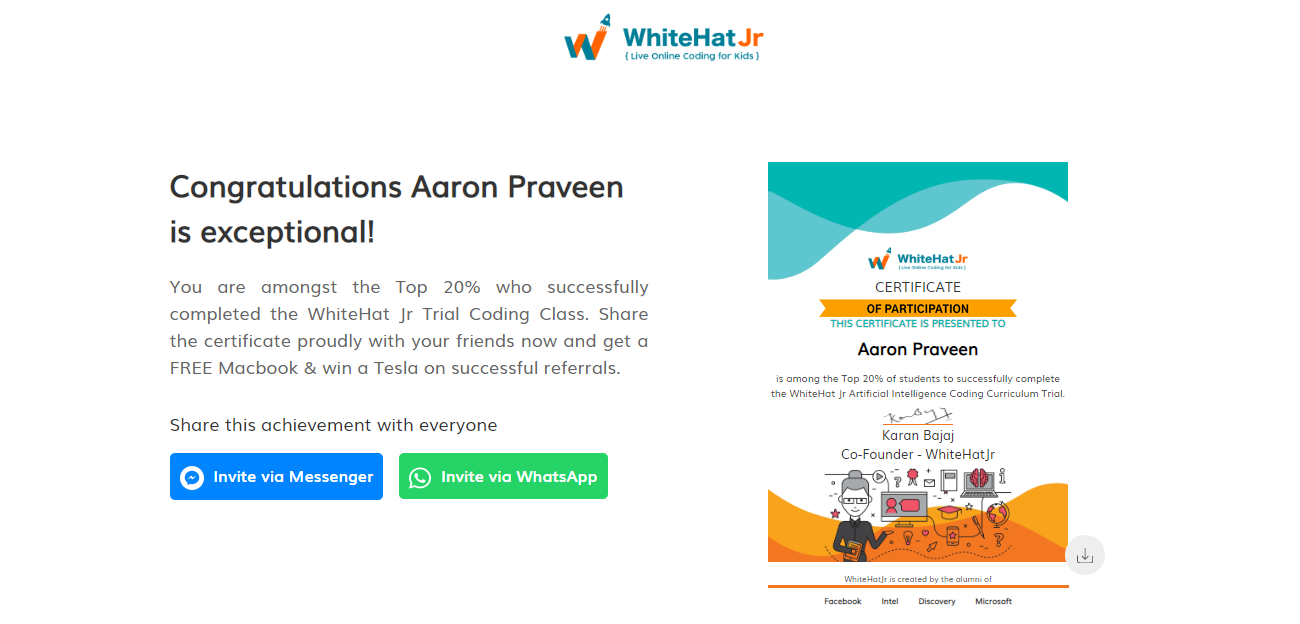 WhiteHat Jr
{ Live Online Coding for Kids }
Congratulations Aaron Praveen
is exceptional!
You are amongst the Top 20% who successfully
completed the WhiteHat Jr Trial Coding Class. Share
the certificate proudly with your friends now and get a
FREE Macbook & win a Tesla on successful referrals.
Share this achievement with everyone
Invite via Messenger
Invite via WhatsApp
WhiteHat Jr
{ Live Online Coding for Kids }
CERTIFICATE
OF PARTICIPATION
THIS CERTIFICATE IS PRESENTED TO
Aaron Praveen
is among the Top 20% of students to successfully complete
the WhiteHat Jr Artificial Intelligence Coding Curriculum Trial.
Karan Bajaj
Co-Founder - WhiteHatJr
WhiteHatJr is created by the alumni of
Facebook Intel Discovery Microsoft